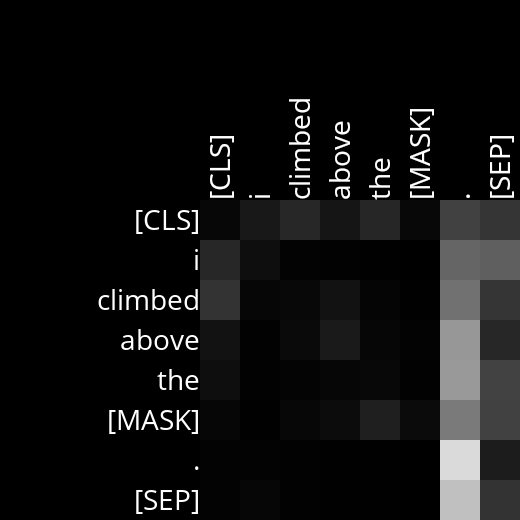 [CLS] i climbed above the [MASK] . [SEP]
[CLS]
i
climbed
above
the
[MASK]
.
[SEP]